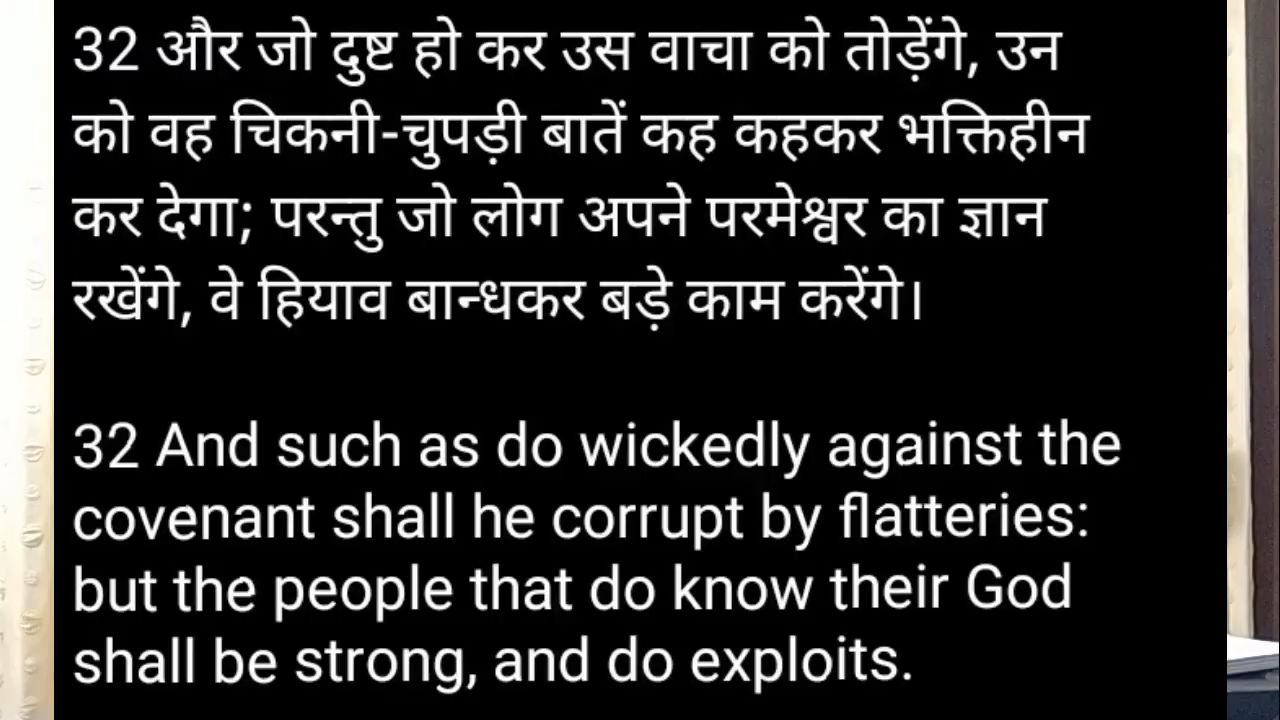 32 और जो दुष्ट हो कर उस वाचा को तोड़ेंगे, उन
को वह चिकनी-चुपड़ी बातें कह कहकर भक्तिहीन
कर देगा; परन्तु जो लोग अपने परमेश्वर का ज्ञान
रखेंगे, वे हियाव बान्धकर बड़े काम करेंगे।
32 And such as do wickedly against the
covenant shall he corrupt by flatteries:
but the people that do know their God
shall be strong, and do exploits.